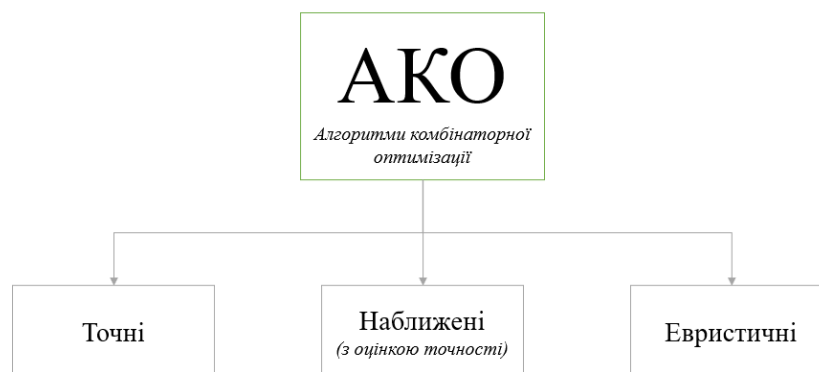 АКО
Алгоритми комбінаторної
оптимізації
Точні
Наближені
(з оцінкою точності)
Евристичні